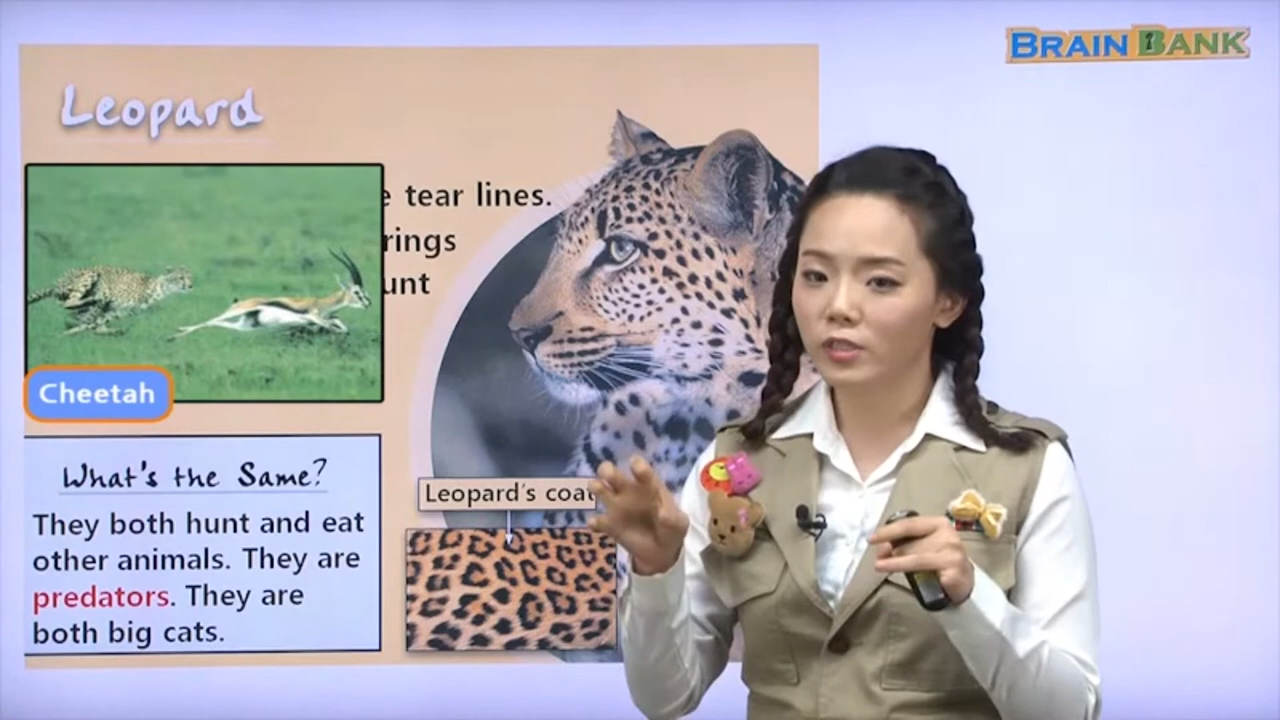 BRAIN BANK
Leopard
tear lines.
rings
Cheetah
What's the Same?
They both hunt and eat
other animals. They are
predators. They are
both big cats.
Leopard's coat